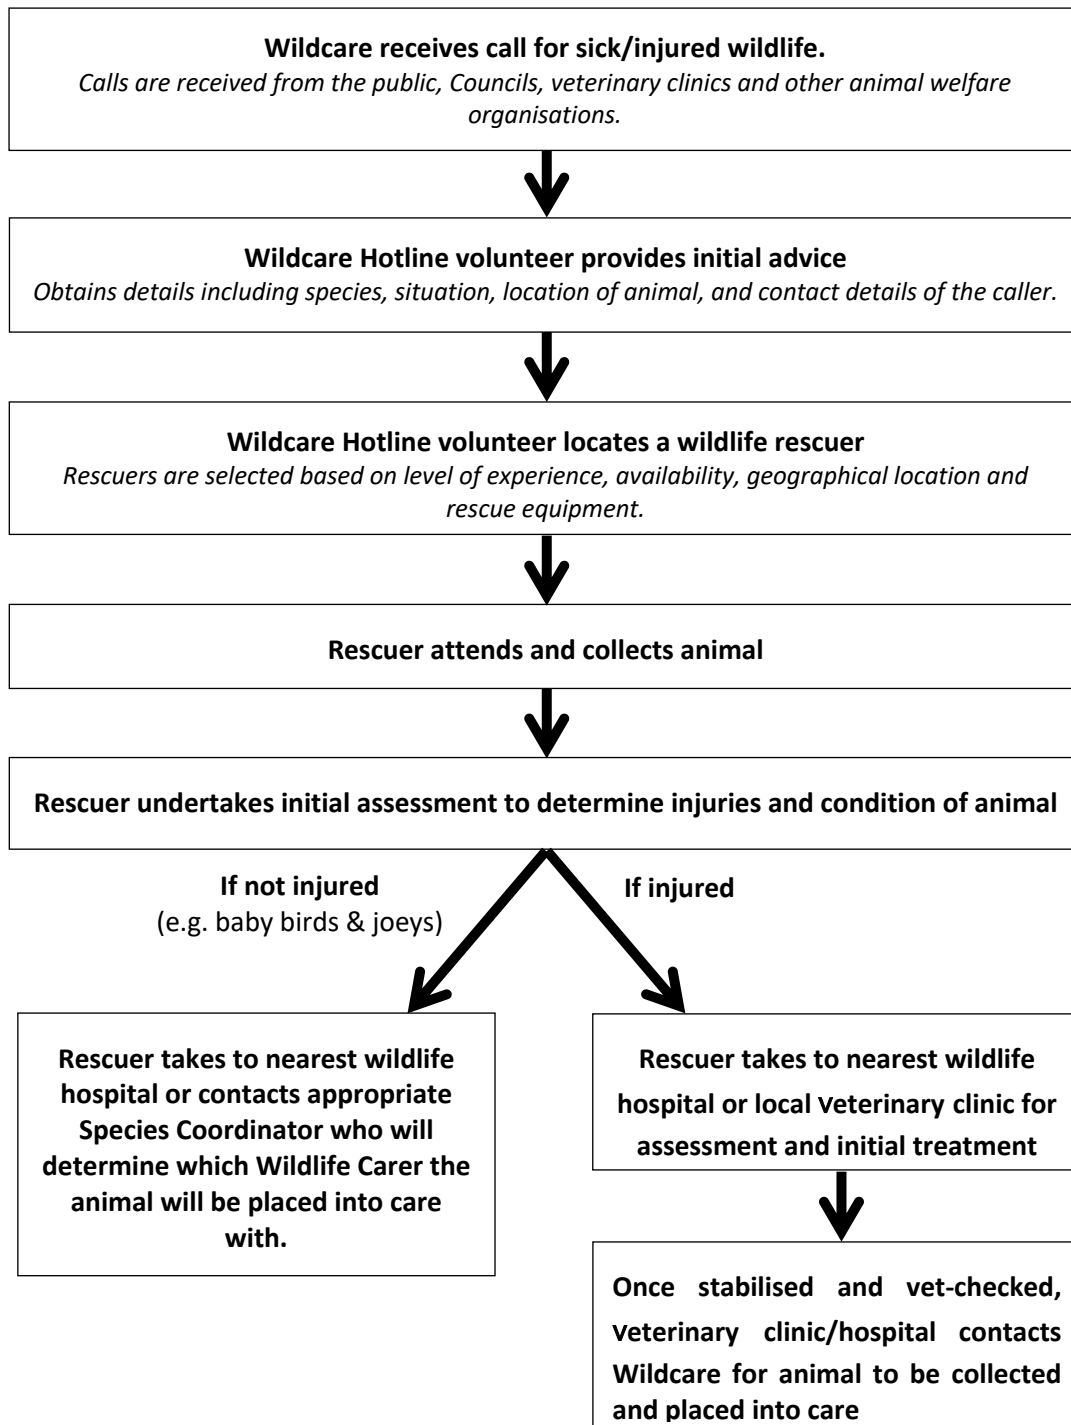 Wildcare receives call for sick/injured wildlife.
Calls are received from the public, Councils, veterinary clinics and other animal welfare
organisations.
Wildcare Hotline volunteer provides initial advice
Obtains details including species, situation, location of animal, and contact details of the caller.
Wildcare Hotline volunteer locates a wildlife rescuer
Rescuers are selected based on level of experience, availability, geographical location and
rescue equipment.
Rescuer attends and collects animal
Rescuer undertakes initial assessment to determine injuries and condition of animal
If not injured
(e.g. baby birds & joeys)
If injured
Rescuer takes to nearest wildlife
hospital or contacts appropriate
Species Coordinator who will
determine which Wildlife Carer the
animal will be placed into care
with.
Rescuer takes to nearest wildlife
hospital or local veterinary clinic for
assessment and initial treatment
Once stabilised and vet-checked,
veterinary clinic/hospital contacts
Wildcare for animal to be collected
and placed into care